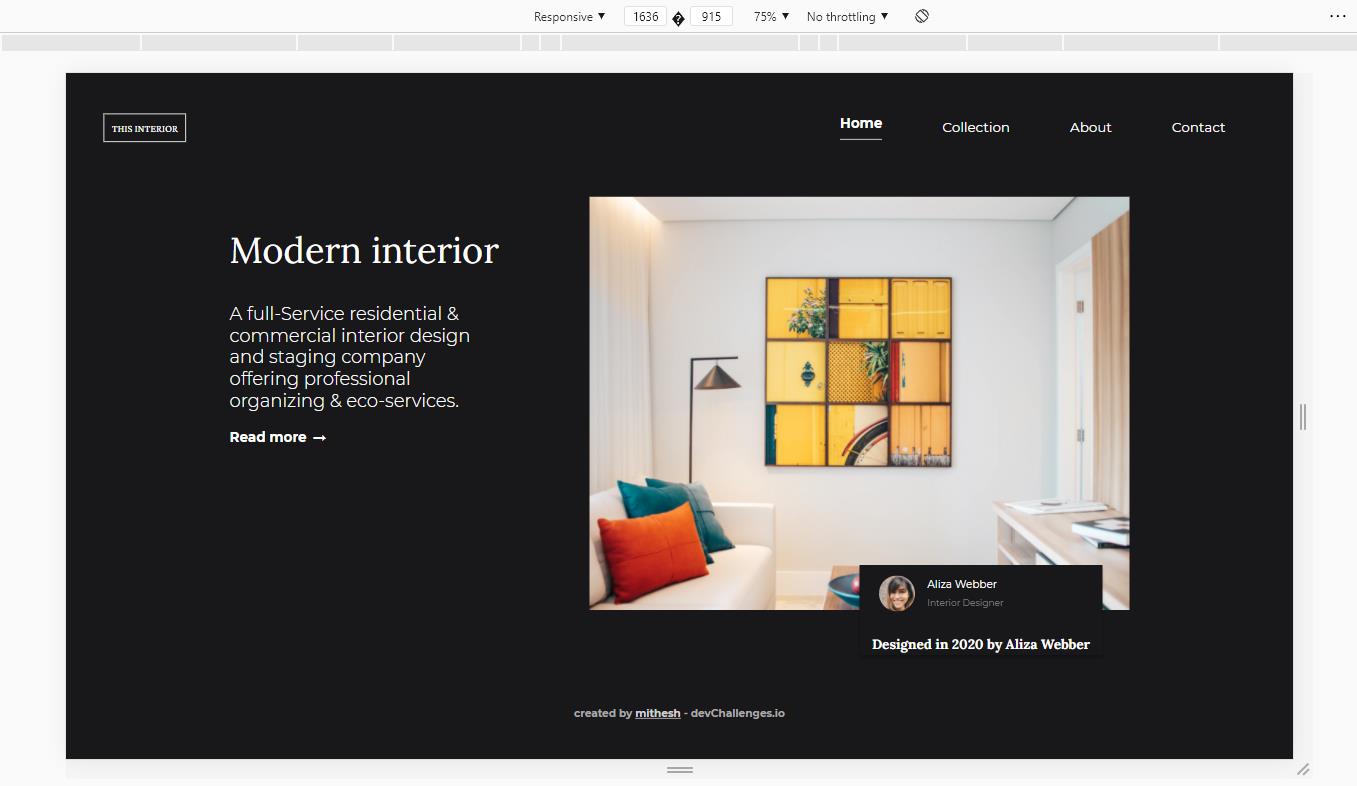 Responsive ▼ 1636 � 915 75% ▼ No throttling ▼ ...
THIS INTERIOR
Home Collection About Contact
Modern interior
A full-Service residential &
commercial interior design
and staging company
offering professional
organizing & eco-services.
Read more →
Aliza Webber
Interior Designer
Designed in 2020 by Aliza Webber
created by mithesh - devChallenges.io